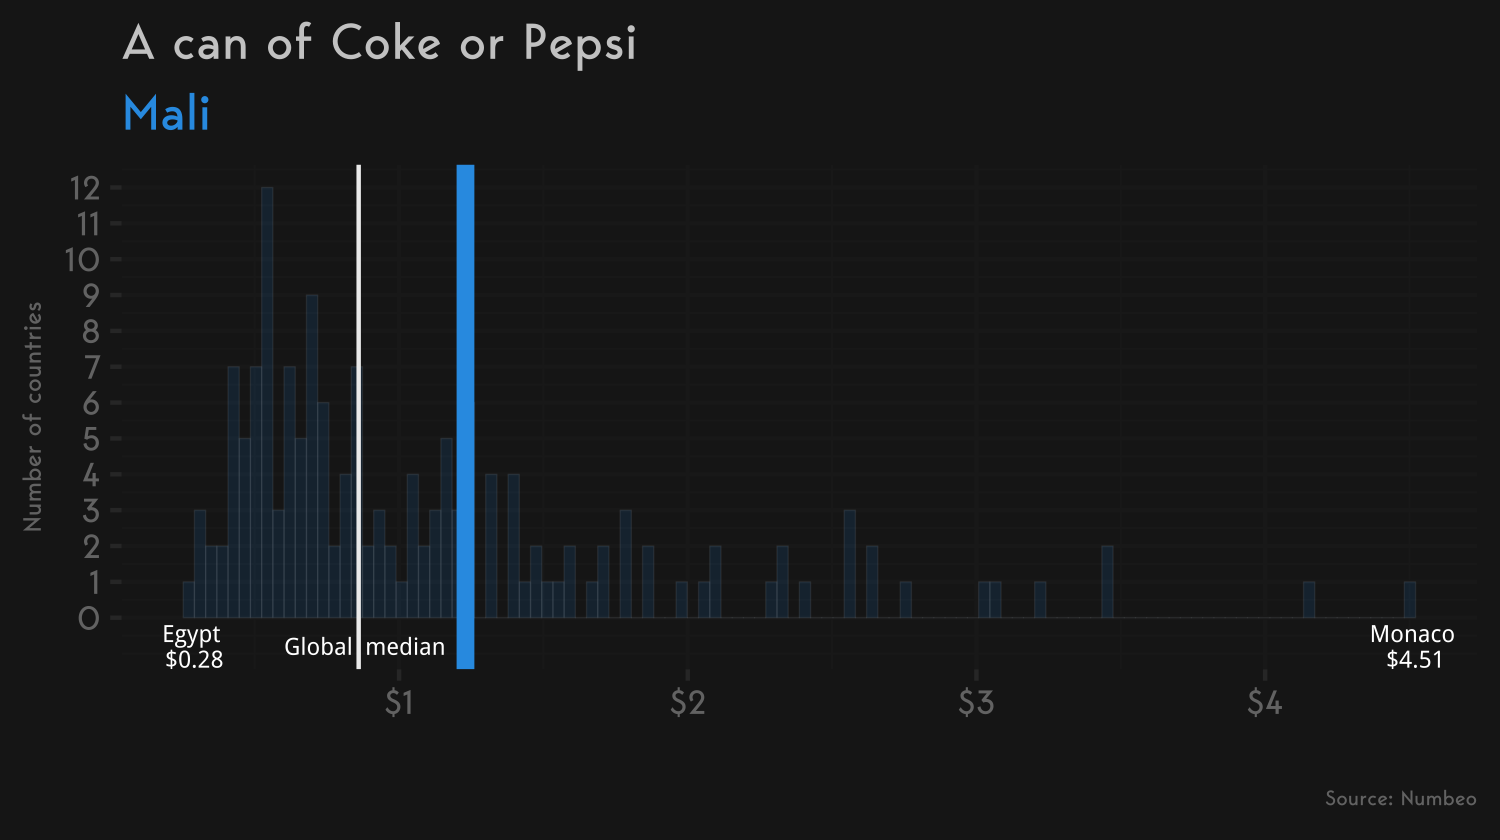 A can of Coke or Pepsi
Mali
Number of countries
12
11
10
9
8
7
6
5
4
3
2
1
0
Egypt
$0.28
Global median
Monaco
$4.51
$1 $2 $3 $4
Source: Numbeo